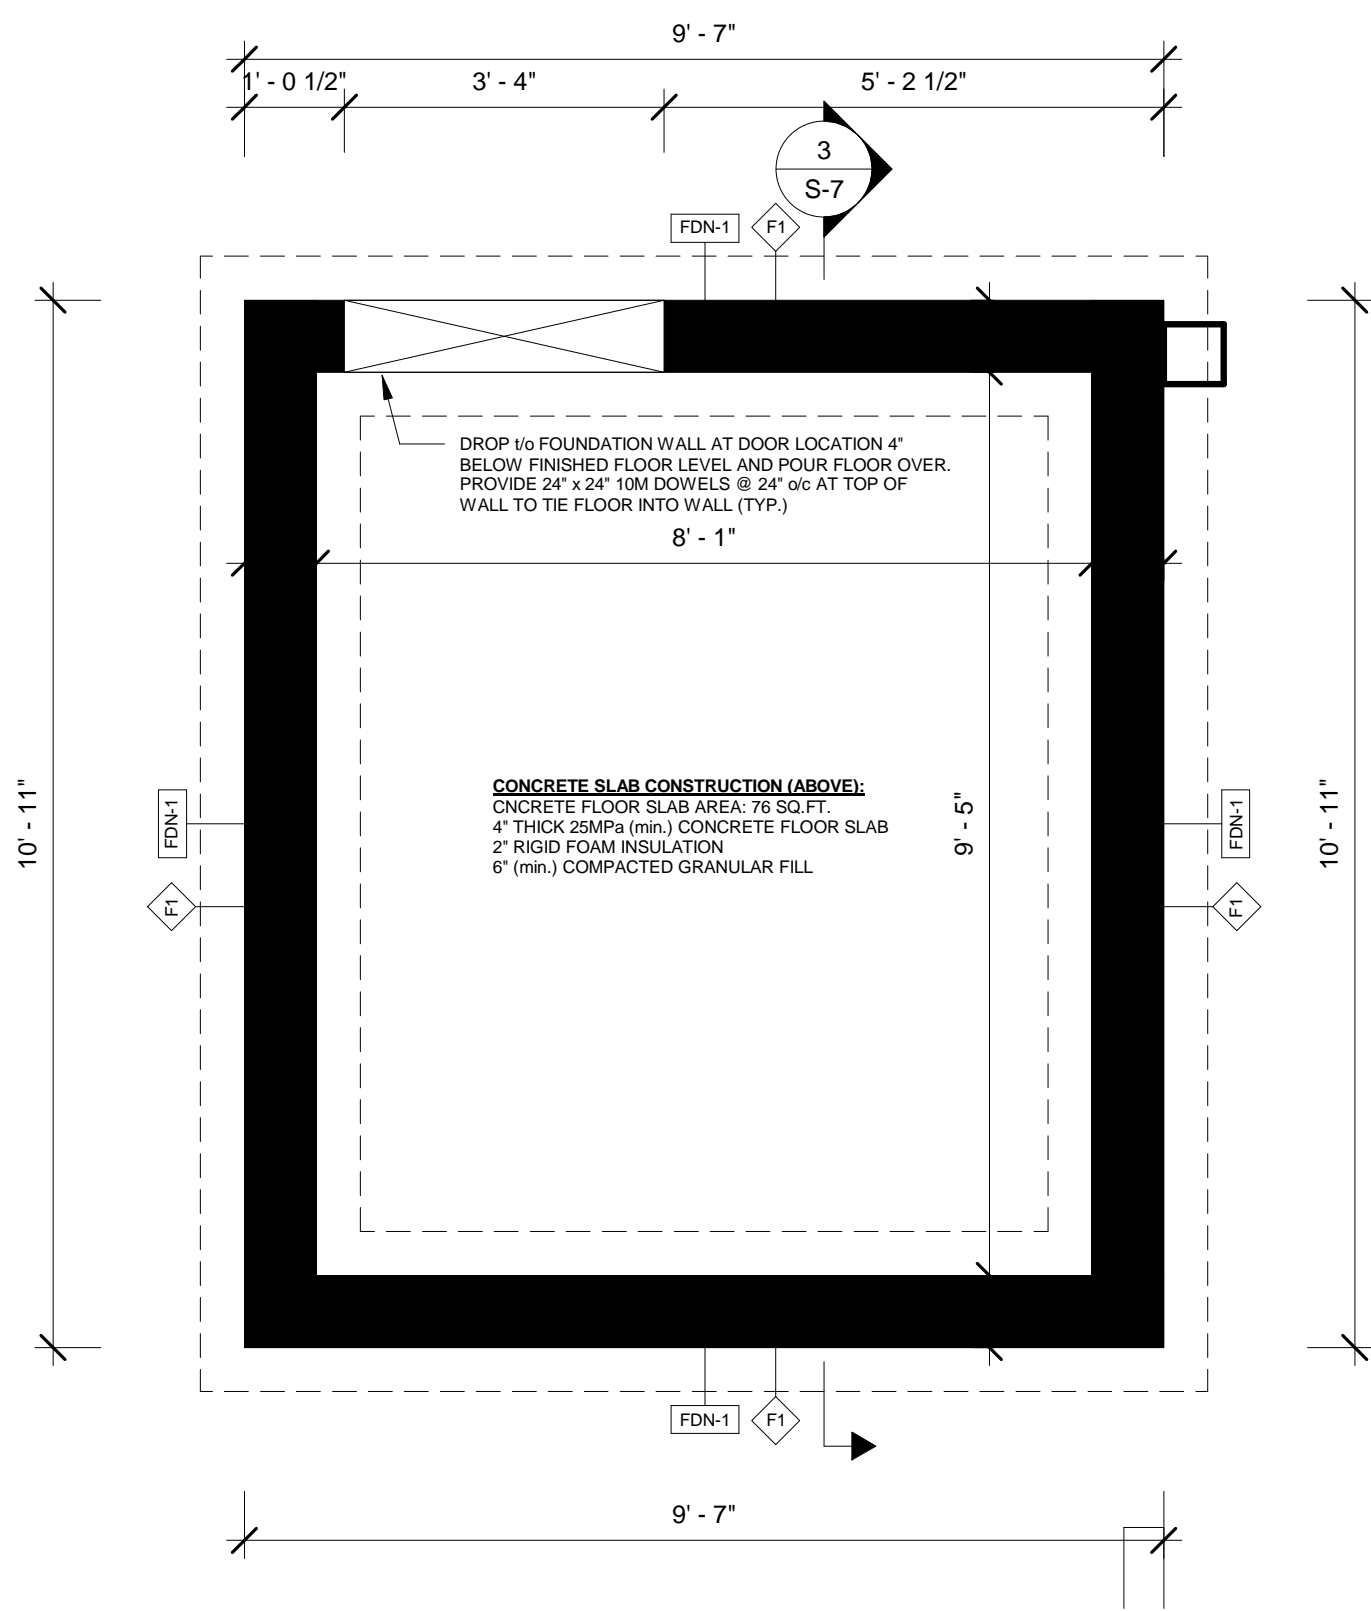 9' - 7"
1' - 0 1/2"
3' - 4"
5' - 2 1/2"
3
S-7
FDN-1
F1
DROP t/o FOUNDATION WALL AT DOOR LOCATION 4"
BELOW FINISHED FLOOR LEVEL AND POUR FLOOR OVER.
PROVIDE 24" x 24" 10M DOWELS @ 24" o/c AT TOP OF
WALL TO TIE FLOOR INTO WALL (TYP.)
8' - 1"
10' - 11"
FDN-1
F1
CONCRETE SLAB CONSTRUCTION (ABOVE):
CNCRETE FLOOR SLAB AREA: 76 SQ.FT.
4" THICK 25MPa (min.) CONCRETE FLOOR SLAB
2" RIGID FOAM INSULATION
6" (min.) COMPACTED GRANULAR FILL
9' - 5"
FDN-1
F1
10' - 11"
FDN-1
F1
9' - 7"